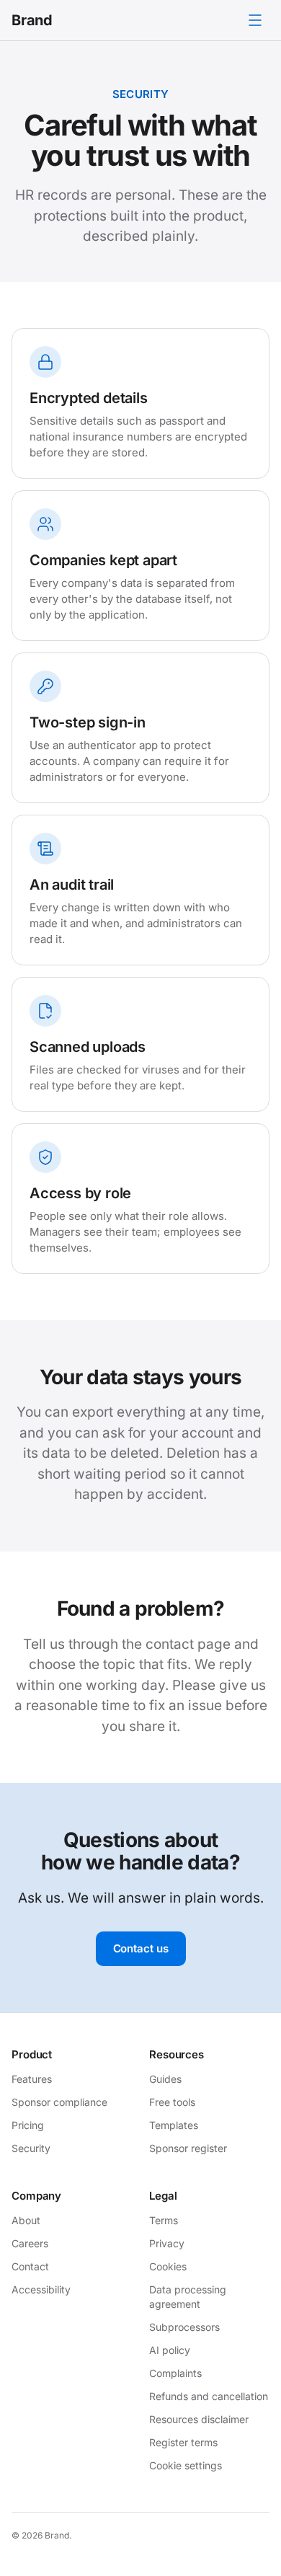 Brand
SECURITY
Careful with what
you trust us with
HR records are personal. These are the
protections built into the product,
described plainly.
Encrypted details
Sensitive details such as passport and
national insurance numbers are encrypted
before they are stored.
Companies kept apart
Every company's data is separated from
every other's by the database itself, not
only by the application.
Two-step sign-in
Use an authenticator app to protect
accounts. A company can require it for
administrators or for everyone.
An audit trail
Every change is written down with who
made it and when, and administrators can
read it.
Scanned uploads
Files are checked for viruses and for their
real type before they are kept.
Access by role
People see only what their role allows.
Managers see their team; employees see
themselves.
Your data stays yours
You can export everything at any time,
and you can ask for your account and
its data to be deleted. Deletion has a
short waiting period so it cannot
happen by accident.
Found a problem?
Tell us through the contact page and
choose the topic that fits. We reply
within one working day. Please give us
a reasonable time to fix an issue before
you share it.
Questions about
how we handle data?
Ask us. We will answer in plain words.
Contact us
Product
Features
Sponsor compliance
Pricing
Security
Resources
Guides
Free tools
Templates
Sponsor register
Company
About
Careers
Contact
Accessibility
Legal
Terms
Privacy
Cookies
Data processing
agreement
Subprocessors
AI policy
Complaints
Refunds and cancellation
Resources disclaimer
Register terms
Cookie settings
© 2026 Brand.